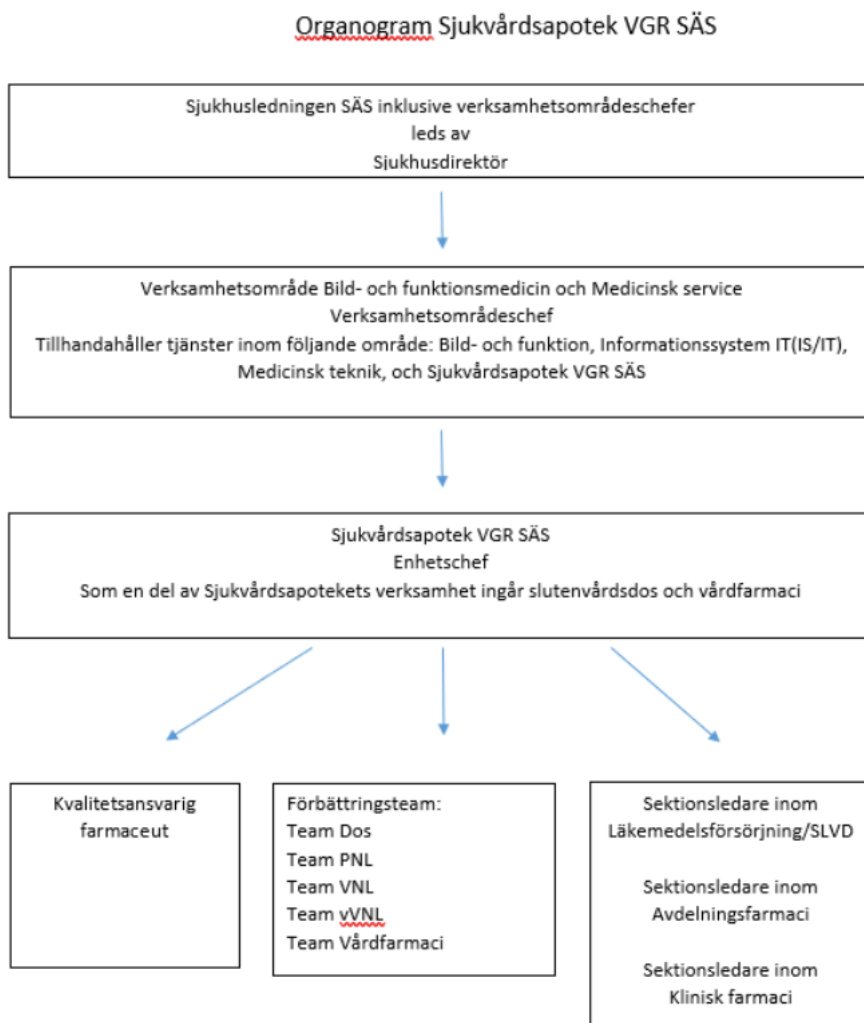 Organogram Sjukvårdsapotek VGR SÄS
Sjukhusledningen SÄS inklusive verksamhetsområdeschefer
leds av
Sjukhusdirektör
Verksamhetsområde Bild- och funktionsmedicin och Medicinsk service
Verksamhetsområdeschef
Tillhandahåller tjänster inom följande område: Bild- och funktion, Informationssystem IT(IS/IT),
Medicinsk teknik, och Sjukvårdsapotek VGR SÄS
Sjukvårdsapotek VGR SÄS
Enhetschef
Som en del av Sjukvårdsapotekets verksamhet ingår slutenvårdsdos och vårdfarmaci
Kvalitetsansvarig
farmaceut
Förbättringsteam:
Team Dos
Team PNL
Team VNL
Team vVNL
Team Vårdfarmaci
Sektionsledare inom
Läkemedelsförsörjning/SLVD
Sektionsledare inom
Avdelningsfarmaci
Sektionsledare inom
Klinisk farmaci